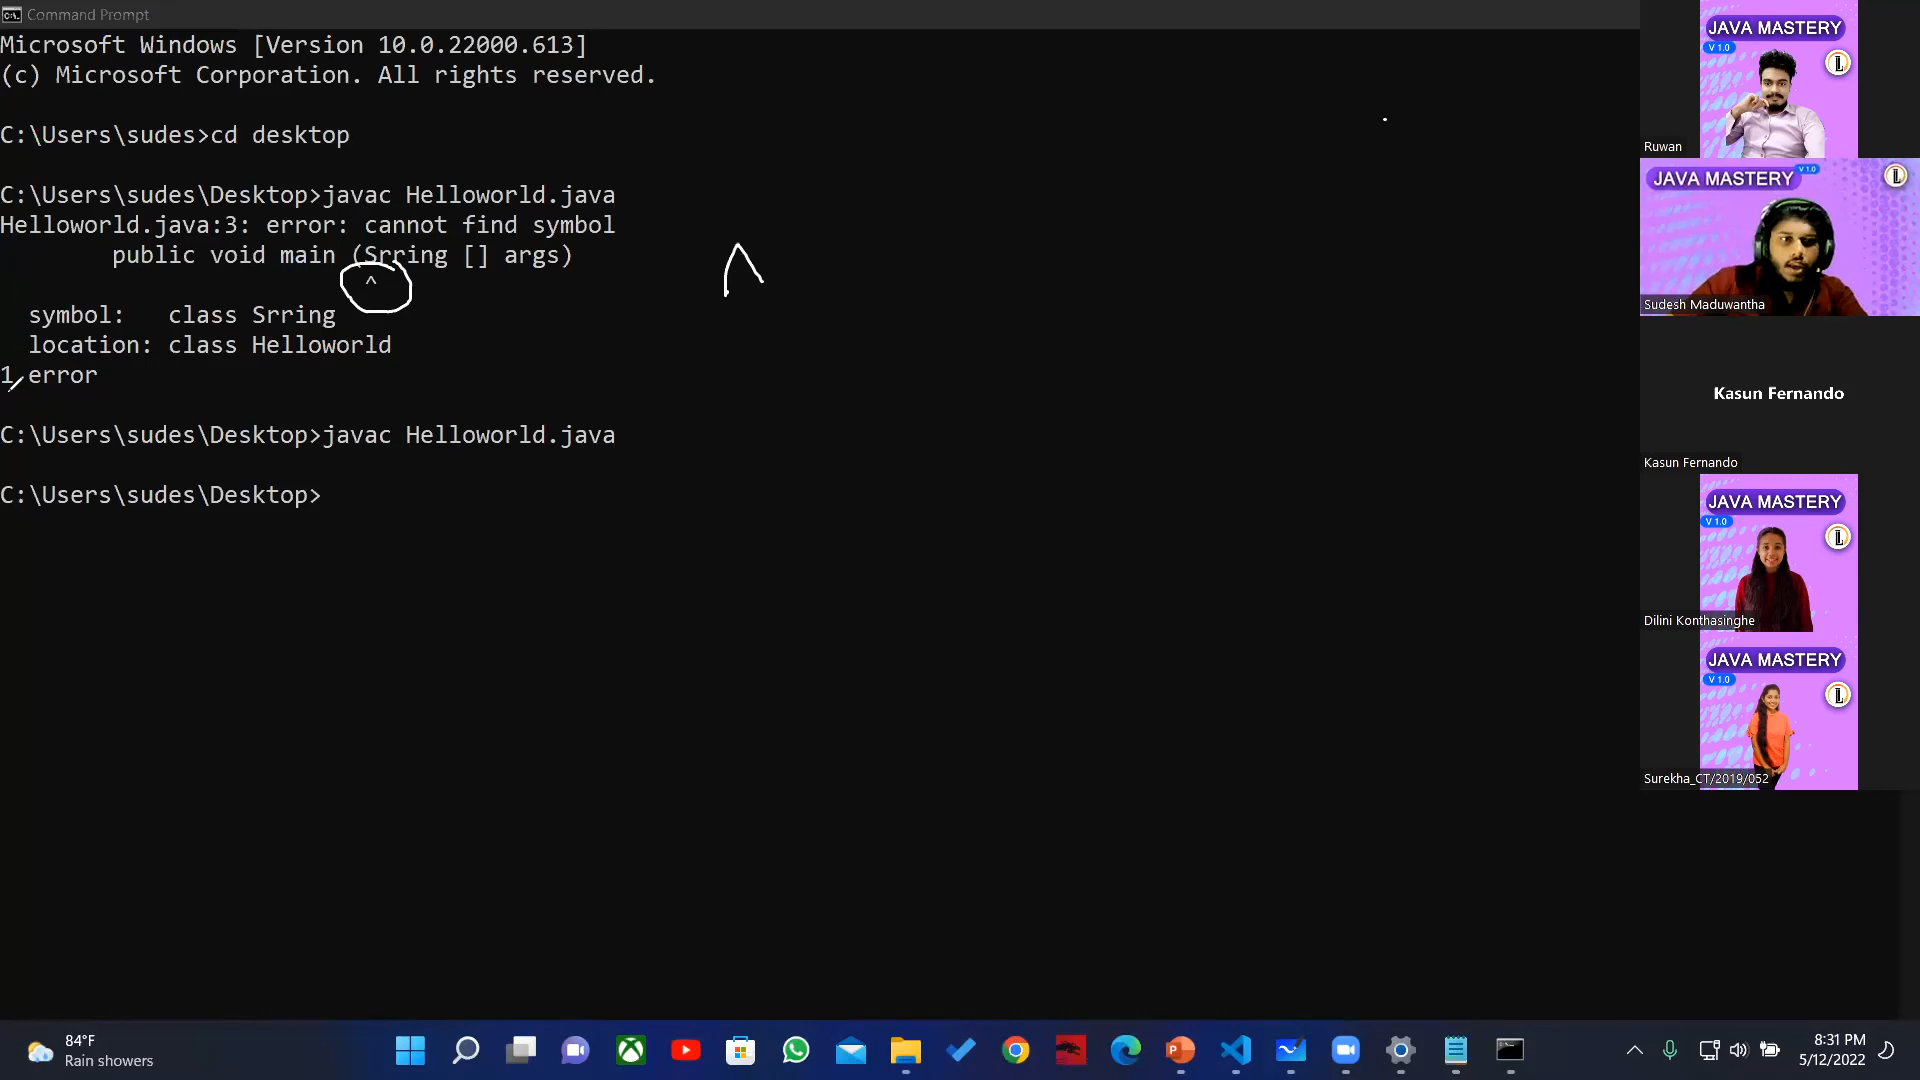 Command Prompt
Microsoft Windows [Version 10.0.22000.613]
(c) Microsoft Corporation. All rights reserved.
C:\Users\sudes>cd desktop
C:\Users\sudes\Desktop>javac Helloworld.java
Helloworld.java:3: error: cannot find symbol
public void main (Srring [] args)
^
symbol:   class Srring
location: class Helloworld
1 error
C:\Users\sudes\Desktop>javac Helloworld.java
C:\Users\sudes\Desktop>
JAVA MASTERY
V 1.0
Ruwan
JAVA MASTERY V 1.0
Sudesh Maduwantha
Kasun Fernando
Kasun Fernando
JAVA MASTERY
V 1.0
Dilini Konthasinghe
JAVA MASTERY
V 1.0
Surekha_CT/2019/052
84°F
Rain showers
8:31 PM
5/12/2022